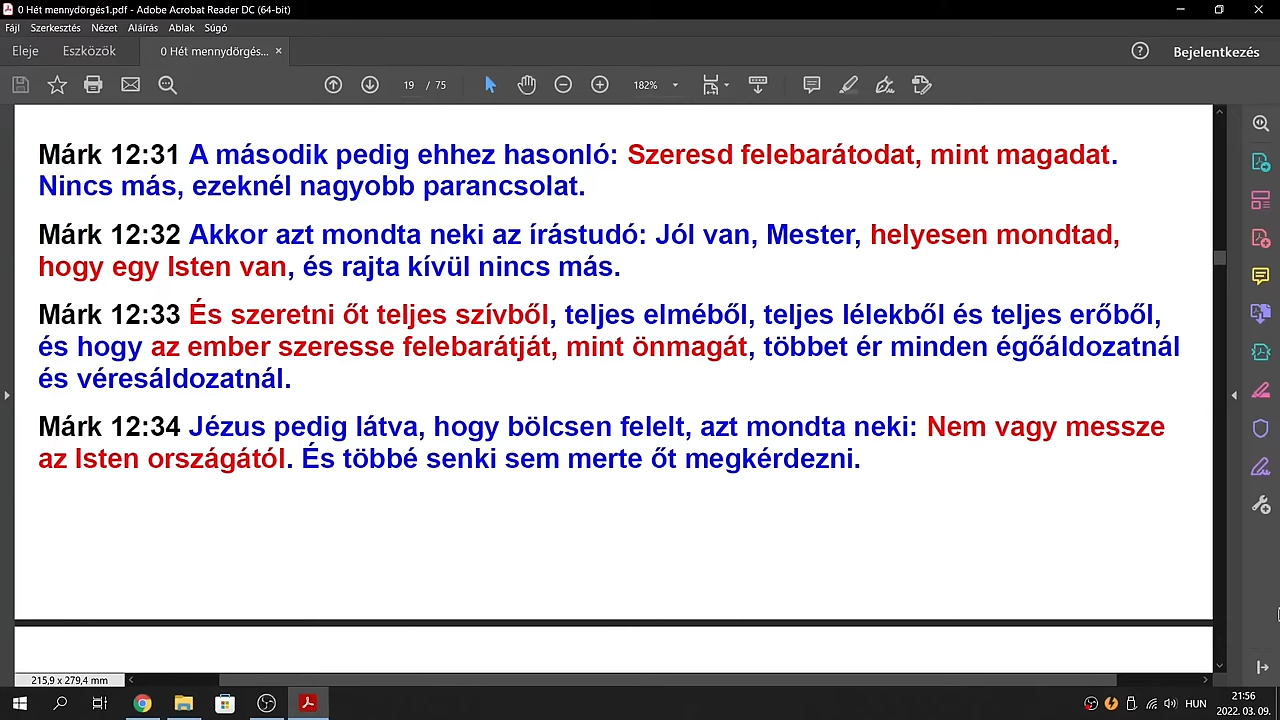 0 Hét mennydörgés1.pdf - Adobe Acrobat Reader DC (64-bit)
Fájl Szerkesztés Nézet Aláírás Ablak Súgó
Eleje Eszközök 0 Hét mennydörgés... × Bejelentkezés
19 / 75 182%
Márk 12:31 A második pedig ehhez hasonló: Szeresd felebarátodat, mint magadat.
Nincs más, ezeknél nagyobb parancsolat.
Márk 12:32 Akkor azt mondta neki az írástudó: Jól van, Mester, helyesen mondtad,
hogy egy Isten van, és rajta kívül nincs más.
Márk 12:33 És szeretni őt teljes szívből, teljes elméből, teljes lélekből és teljes erőből,
és hogy az ember szeresse felebarátját, mint önmagát, többet ér minden égőáldozatnál
és véresáldozatnál.
Márk 12:34 Jézus pedig látva, hogy bölcsen felelt, azt mondta neki: Nem vagy messze
az Isten országától. És többé senki sem merte őt megkérdezni.
215,9 x 279,4 mm
HUN
21:56
2022. 03. 09.